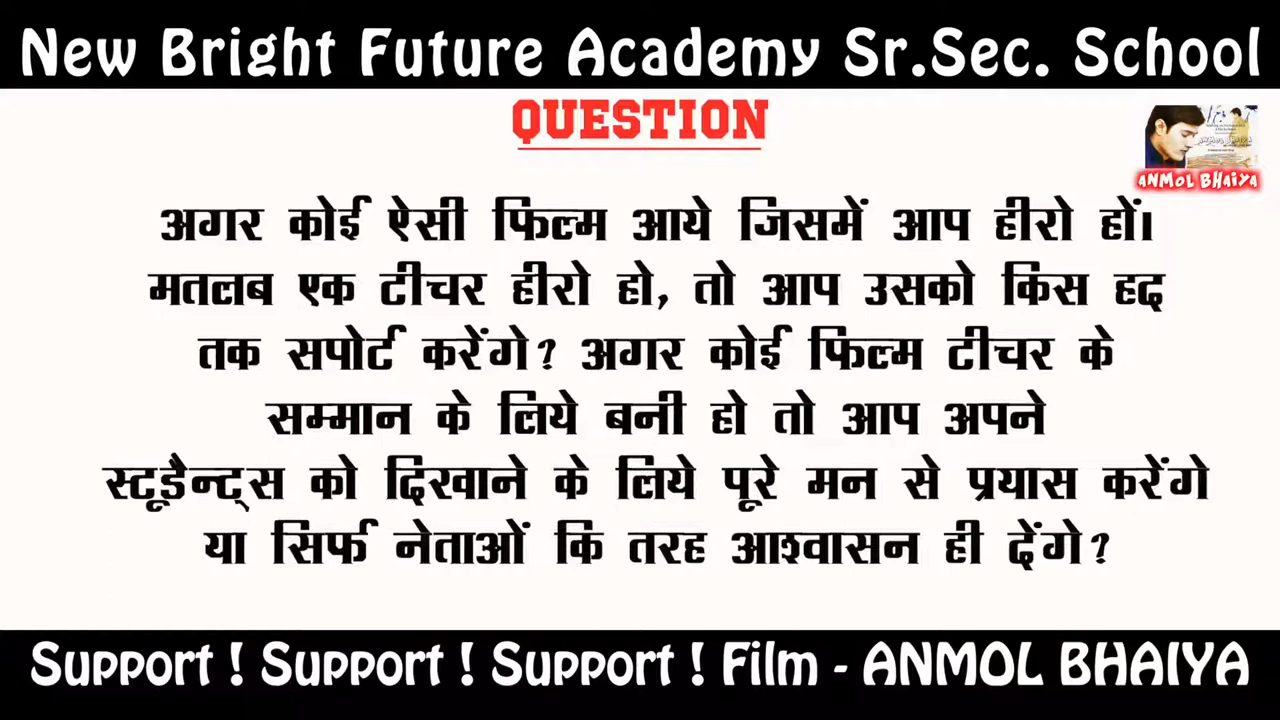 New Bright Future Academy Sr.Sec. School
QUESTION
ANMOL BHAIYA
अगर कोई ऐसी फिल्म आये जिसमें आप हीरो हों।
मतलब एक टीचर हीरो हो, तो आप उसको किस हद
तक सपोर्ट करेंगे? अगर कोई फिल्म टीचर के
सम्मान के लिये बनी हो तो आप अपने
स्टूडैन्ट्स को दिखाने के लिये पूरे मन से प्रयास करेंगे
या सिर्फ नेताओं कि तरह आश्वासन ही देंगे?
Support ! Support ! Support ! Film - ANMOL BHAIYA